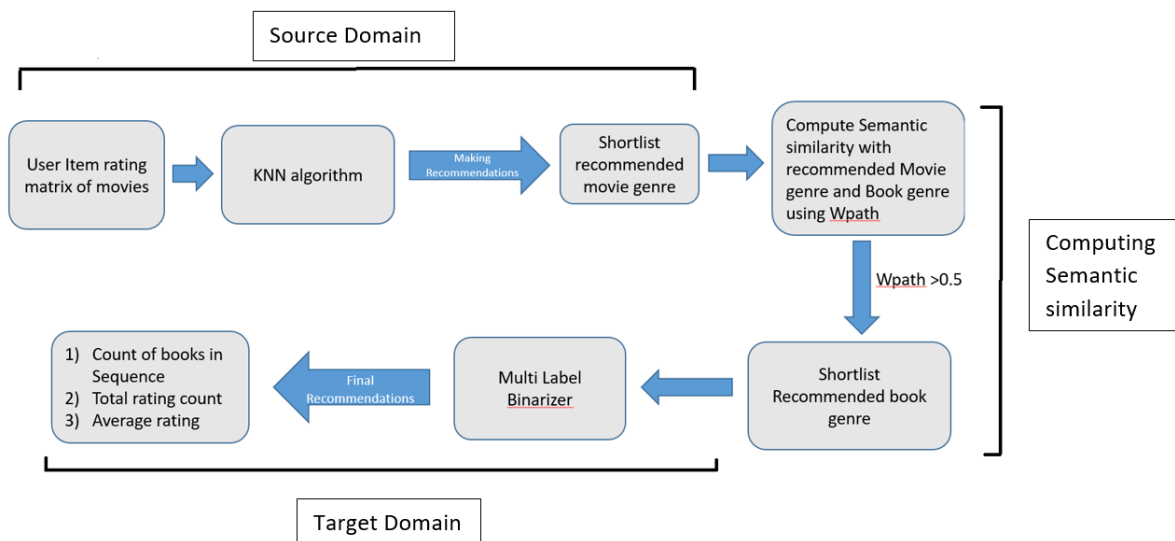 Source Domain
User Item rating
matrix of movies
KNN algorithm
Making
Recommendations
Shortlist
recommended
movie genre
Compute Semantic
similarity with
recommended Movie
genre and Book genre
using Wpath
Computing
Semantic
similarity
Wpath >0.5
1) Count of books in
Sequence
2) Total rating count
3) Average rating
Final
Recommendations
Multi Label
Binarizer
Shortlist
Recommended book
genre
Target Domain